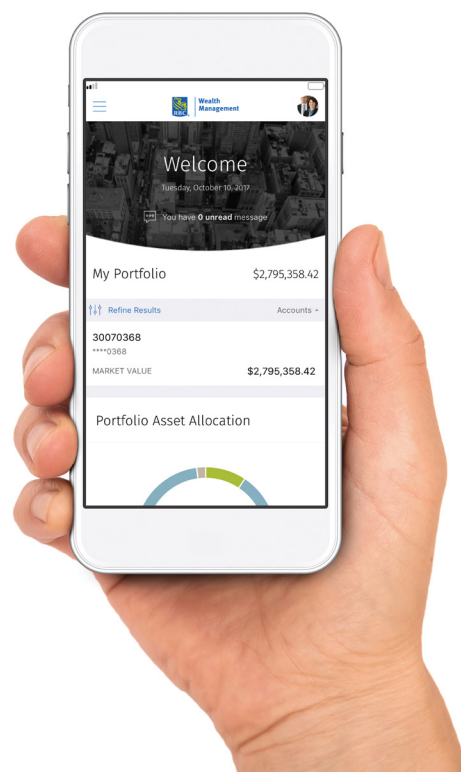 RBC
Wealth
Management
Welcome
Tuesday, October 10, 2017
You have 0 unread message
My Portfolio $2,795,358.42
Refine Results Accounts
30070368
****0368
MARKET VALUE $2,795,358.42
Portfolio Asset Allocation